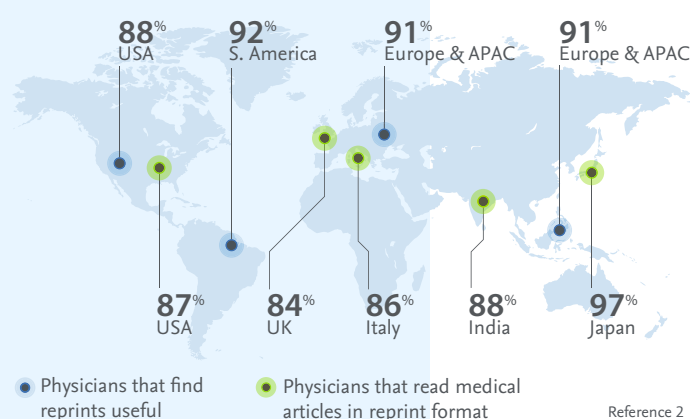 88%
USA
92%
S. America
91%
Europe & APAC
91%
Europe & APAC
87%
USA
84%
UK
86%
Italy
88%
India
97%
Japan
Physicians that find
reprints useful
Physicians that read medical
articles in reprint format
Reference 2